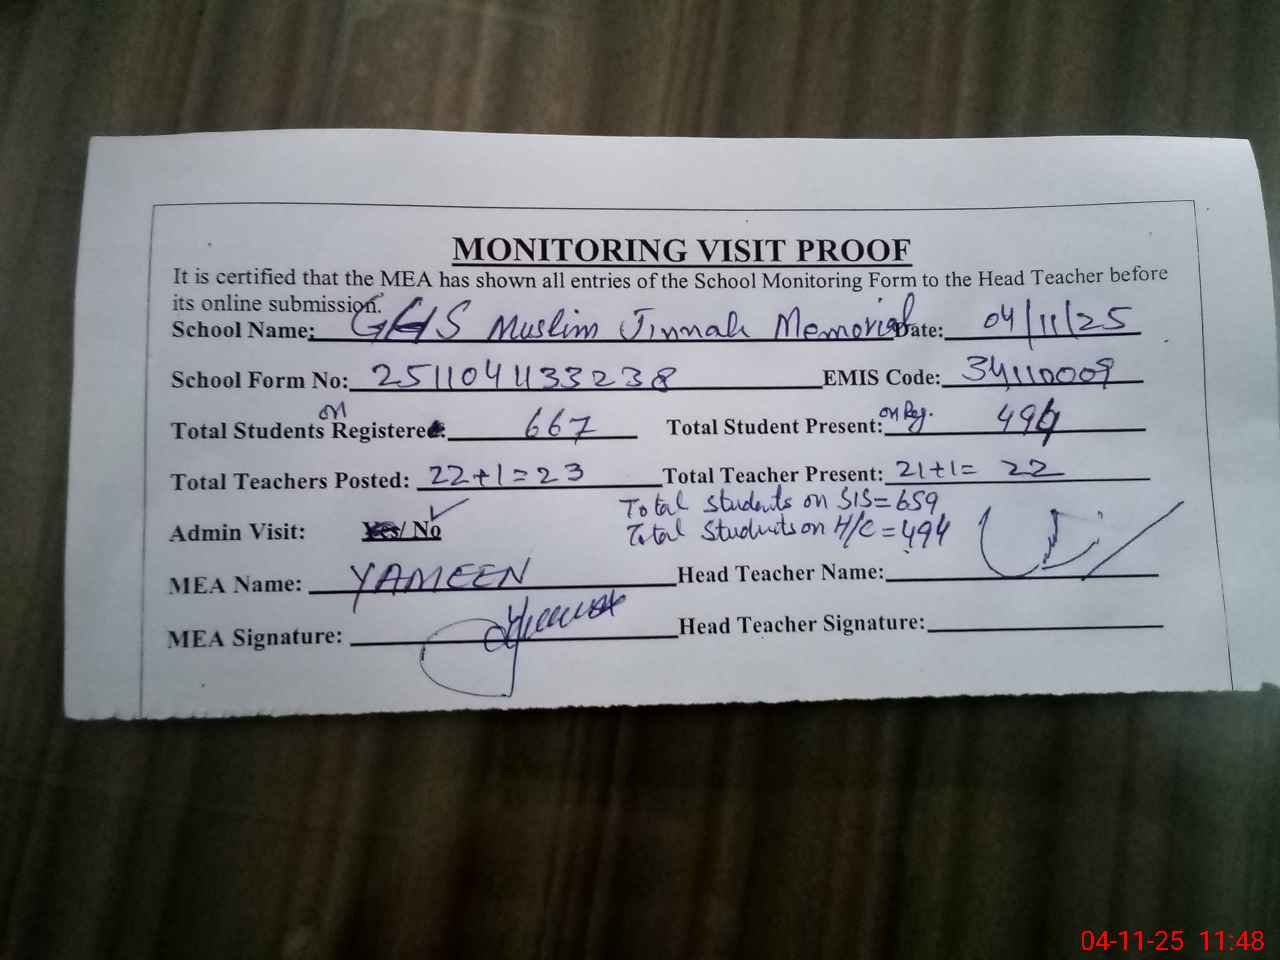 MONITORING VISIT PROOF
It is certified that the MEA has shown all entries of the School Monitoring Form to the Head Teacher before
its online submission.
School Name: GHS Muslim Jinnah Memorial Date: 04/11/25
School Form No: 2511041133238 EMIS Code: 34110009
on
Total Students Registered: 667 Total Student Present: on Reg. 494
Total Teachers Posted: 22+1=23 Total Teacher Present: 21+1= 22
Total Students on SIS=659
Admin Visit: Yes/ No ✓ Total Students on H/C=494
MEA Name: YAMEEN Head Teacher Name:
MEA Signature: Head Teacher Signature:
04-11-25 11:48